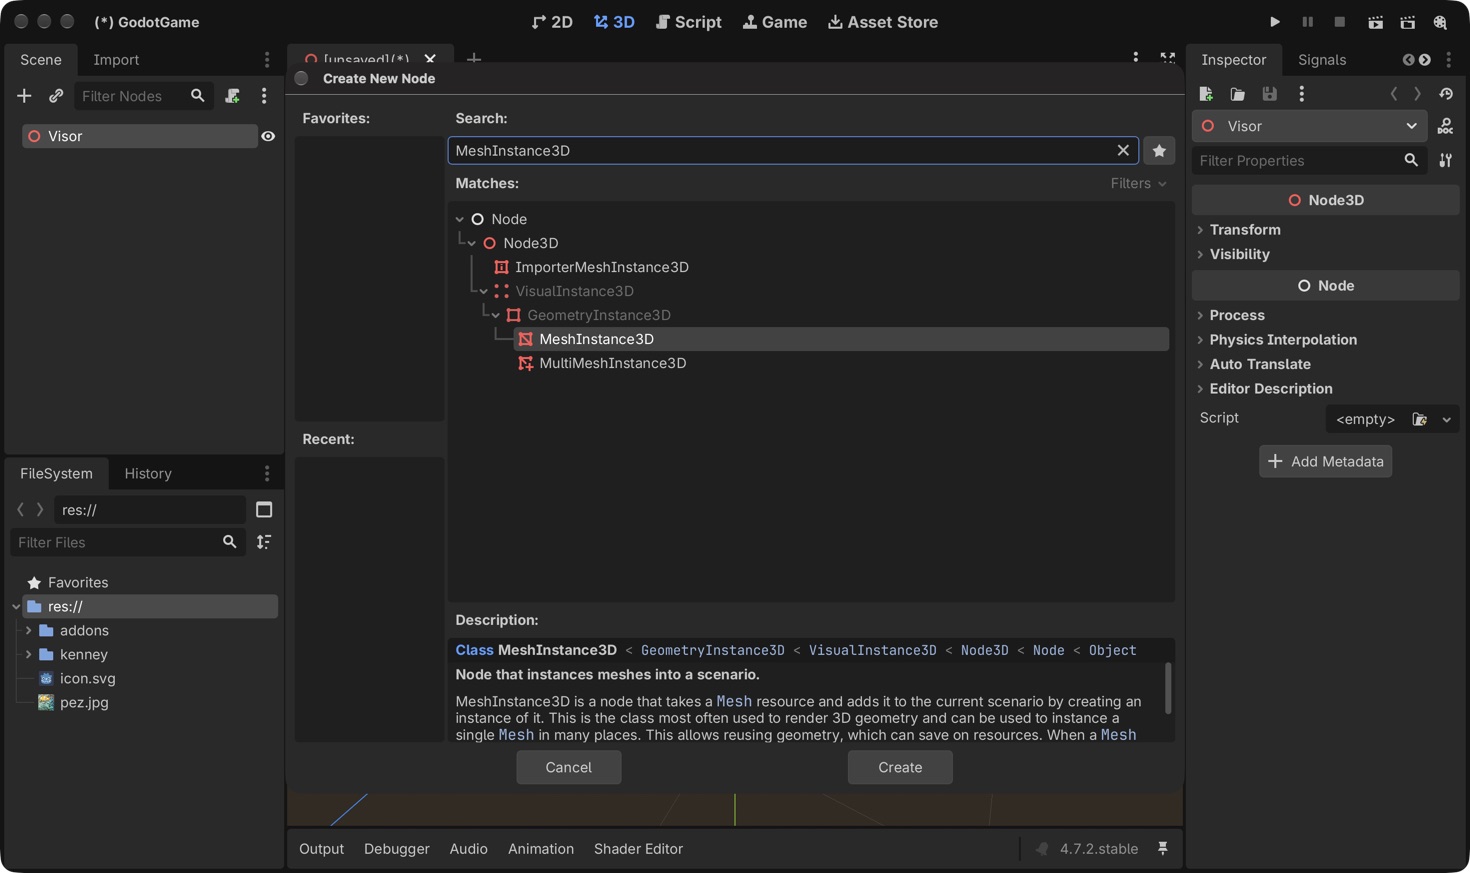 (*) GodotGame
2D
3D
Script
Game
Asset Store
Scene
Import
Filter Nodes
Visor
[unsaved](*)
Create New Node
Favorites:
Search:
MeshInstance3D
Matches:
Filters
Node
Node3D
ImporterMeshInstance3D
VisualInstance3D
GeometryInstance3D
MeshInstance3D
MultiMeshInstance3D
Recent:
Description:
Class MeshInstance3D < GeometryInstance3D < VisualInstance3D < Node3D < Node < Object
Node that instances meshes into a scenario.
MeshInstance3D is a node that takes a Mesh resource and adds it to the current scenario by creating an
instance of it. This is the class most often used to render 3D geometry and can be used to instance a
single Mesh in many places. This allows reusing geometry, which can save on resources. When a Mesh
Cancel
Create
FileSystem
History
res://
Filter Files
Favorites
res://
addons
kenney
icon.svg
pez.jpg
Output
Debugger
Audio
Animation
Shader Editor
4.7.2.stable
Inspector
Signals
Visor
DOC
Filter Properties
Node3D
Transform
Visibility
Node
Process
Physics Interpolation
Auto Translate
Editor Description
Script
<empty>
Add Metadata